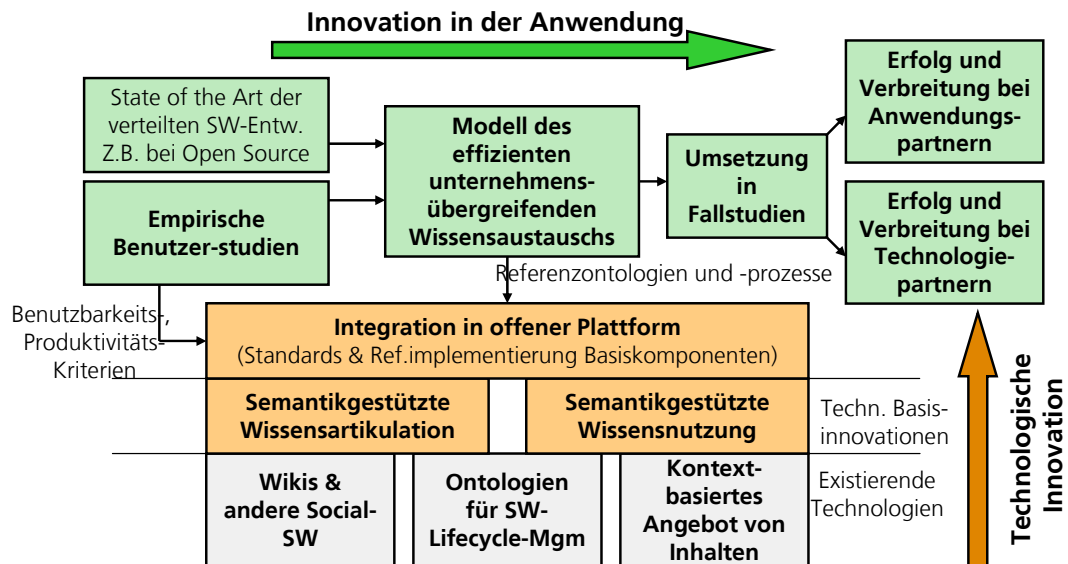 Innovation in der Anwendung
State of the Art der
verteilten SW-Entw.
Z.B. bei Open Source
Empirische
Benutzer-studien
Modell des
effizienten
unternehmens-
übergreifenden
Wissensaustauschs
Umsetzung
in
Fallstudien
Erfolg und
Verbreitung bei
Anwendungs-
partnern
Erfolg und
Verbreitung bei
Technologie-
partnern
Referenzontologien und -prozesse
Benutzbarkeits-,
Produktivitäts-
Kriterien
Integration in offener Plattform
(Standards & Ref.implementierung Basiskomponenten)
Semantikgestützte
Wissensartikulation
Semantikgestützte
Wissensnutzung
Techn. Basis-
innovationen
Wikis &
andere Social-
SW
Ontologien
für SW-
Lifecycle-Mgm
Kontext-
basiertes
Angebot von
Inhalten
Existierende
Technologien
Technologische
Innovation